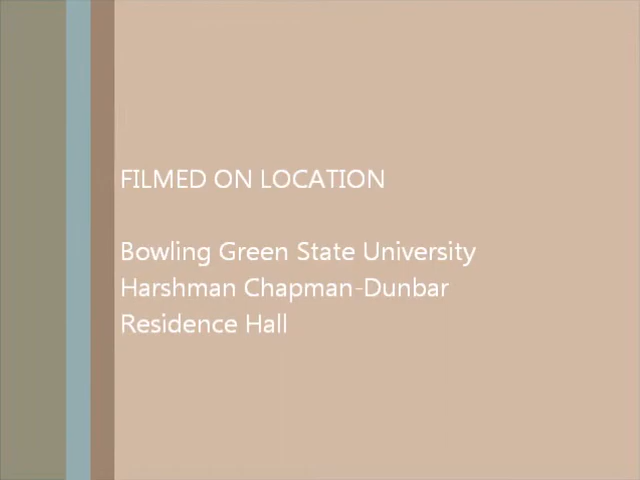 FILMED ON LOCATION
Bowling Green State University
Harshman Chapman-Dunbar
Residence Hall